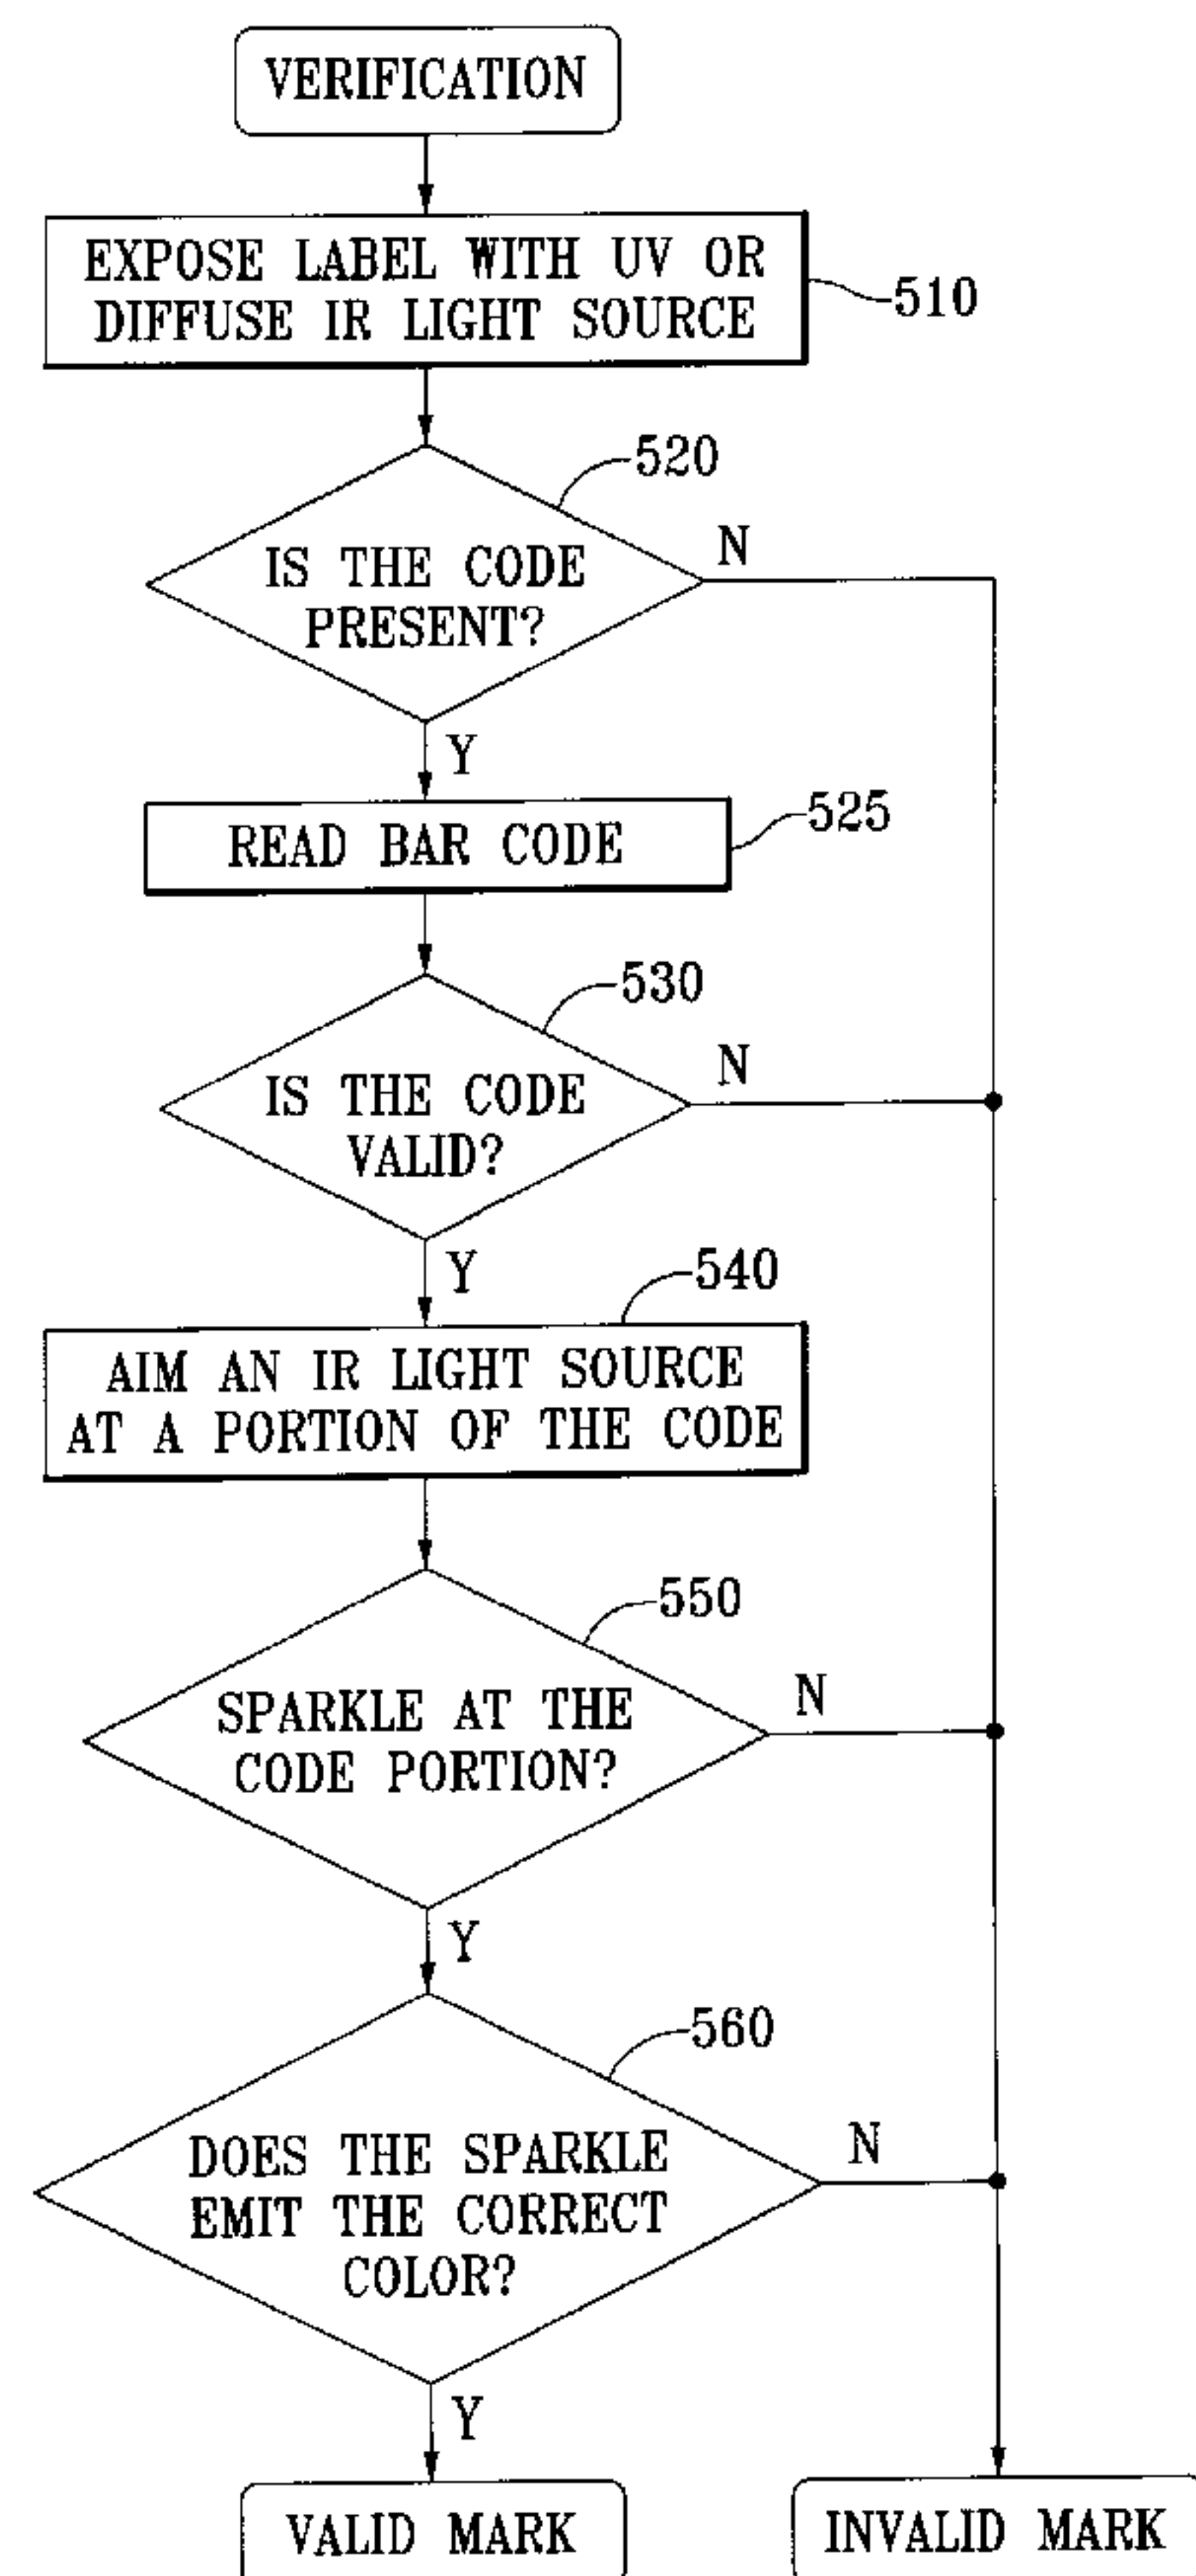 VERIFICATION
EXPOSE LABEL WITH UV OR
DIFFUSE IR LIGHT SOURCE
510
520
IS THE CODE
PRESENT?
N
Y
READ BAR CODE
525
530
IS THE CODE
VALID?
N
Y
540
AIM AN IR LIGHT SOURCE
AT A PORTION OF THE CODE
550
SPARKLE AT THE
CODE PORTION?
N
Y
560
DOES THE SPARKLE
EMIT THE CORRECT
COLOR?
N
Y
VALID MARK
INVALID MARK